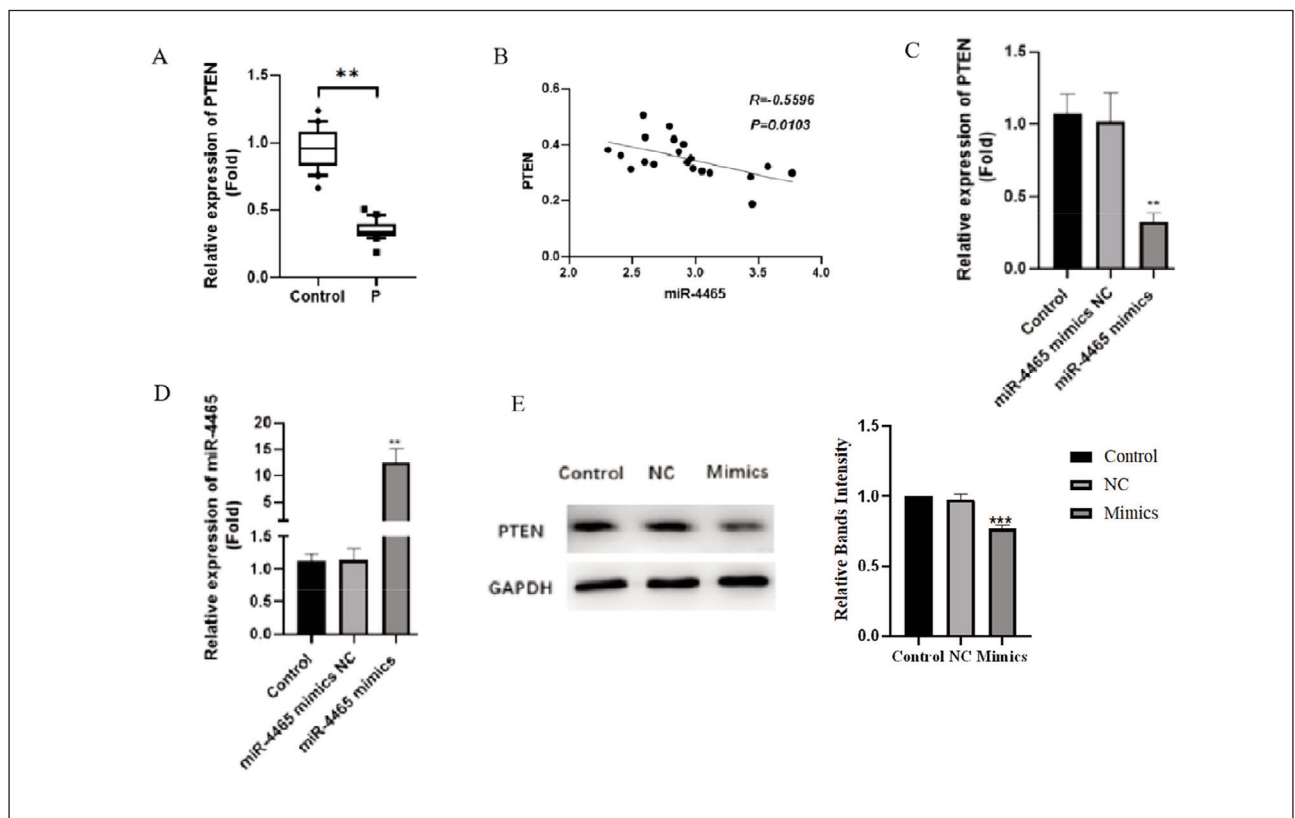 A
Relative expression of PTEN
(Fold)
1.5
1.0
0.5
0.0
**
Control
P
B
PTEN
0.6
0.4
0.2
0.0
R=-0.5596
P=0.0103
2.0
2.5
3.0
3.5
4.0
miR-4465
C
Relative expression of PTEN
(Fold)
1.5
1.0
0.5
0.0
**
Control
miR-4465 mimics NC
miR-4465 mimics
D
Relative expression of miR-4465
(Fold)
20
15
10
5
1.5
1.0
0.5
0.0
**
Control
miR-4465 mimics NC
miR-4465 mimics
E
Control NC Mimics
PTEN
GAPDH
Relative Bands Intensity
1.5
1.0
0.5
0.0
***
Control NC Mimics
Control
NC
Mimics